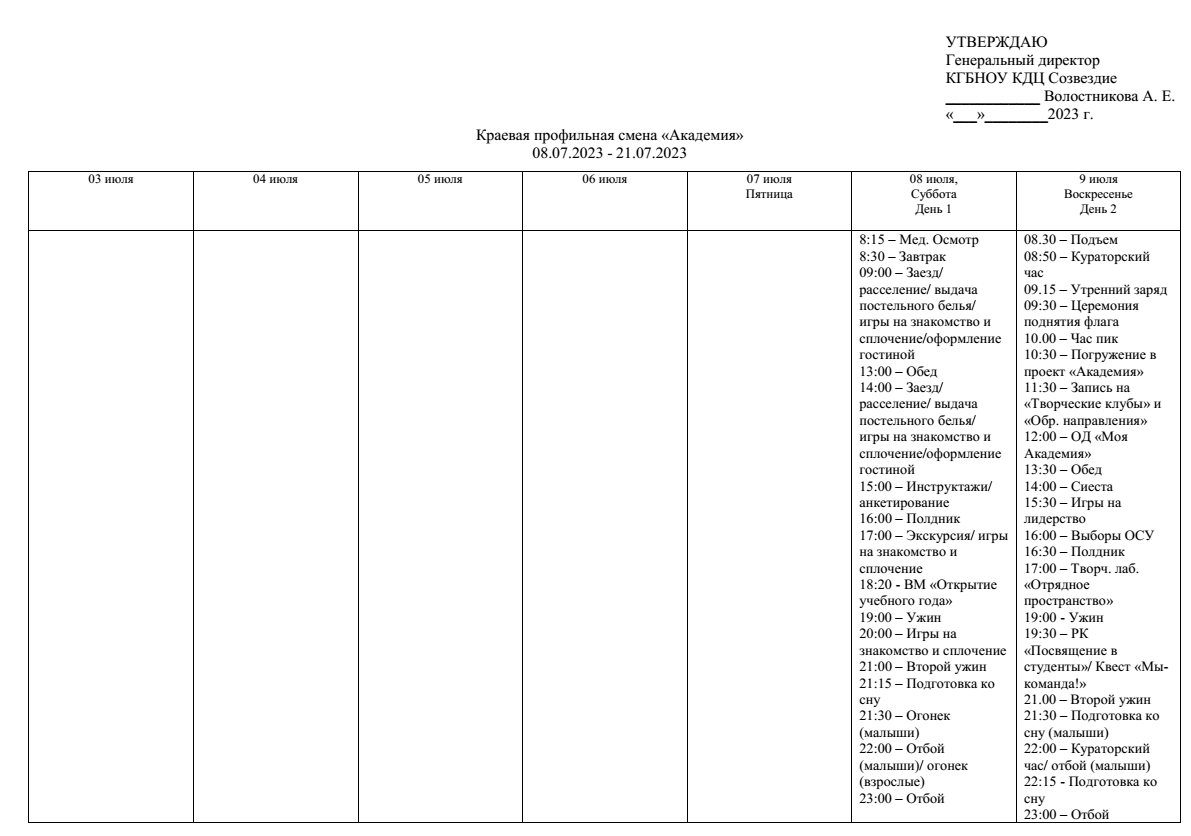 УТВЕРЖДАЮ
Генеральный директор
КГБНОУ КДЦ Созвездие
____________ Волостникова А. Е.
«___»________2023 г.
Краевая профильная смена «Академия»
08.07.2023 - 21.07.2023
03 июля
04 июля
05 июля
06 июля
07 июля
Пятница
08 июля,
Суббота
День 1
9 июля
Воскресенье
День 2
8:15 – Мед. Осмотр
8:30 – Завтрак
09:00 – Заезд/
расселение/ выдача
постельного белья/
игры на знакомство и
сплочение/оформление
гостиной
13:00 – Обед
14:00 – Заезд/
расселение/ выдача
постельного белья/
игры на знакомство и
сплочение/оформление
гостиной
15:00 – Инструктажи/
анкетирование
16:00 – Полдник
17:00 – Экскурсия/ игры
на знакомство и
сплочение
18:20 - ВМ «Открытие
учебного года»
19:00 – Ужин
20:00 – Игры на
знакомство и сплочение
21:00 – Второй ужин
21:15 – Подготовка ко
сну
21:30 – Огонек
(малыши)
22:00 – Отбой
(малыши)/ огонек
(взрослые)
23:00 – Отбой
08.30 – Подъем
08:50 – Кураторский
час
09.15 – Утренний заряд
09:30 – Церемония
поднятия флага
10.00 – Час пик
10:30 – Погружение в
проект «Академия»
11:30 – Запись на
«Творческие клубы» и
«Обр. направления»
12:00 – ОД «Моя
Академия»
13:30 – Обед
14:00 – Сиеста
15:30 – Игры на
лидерство
16:00 – Выборы ОСУ
16:30 – Полдник
17:00 – Творч. лаб.
«Отрядное
пространство»
19:00 - Ужин
19:30 – РК
«Посвящение в
студенты»/ Квест «Мы-
команда!»
21.00 – Второй ужин
21:30 – Подготовка ко
сну (малыши)
22:00 – Кураторский
час/ отбой (малыши)
22:15 - Подготовка ко
сну
23:00 – Отбой